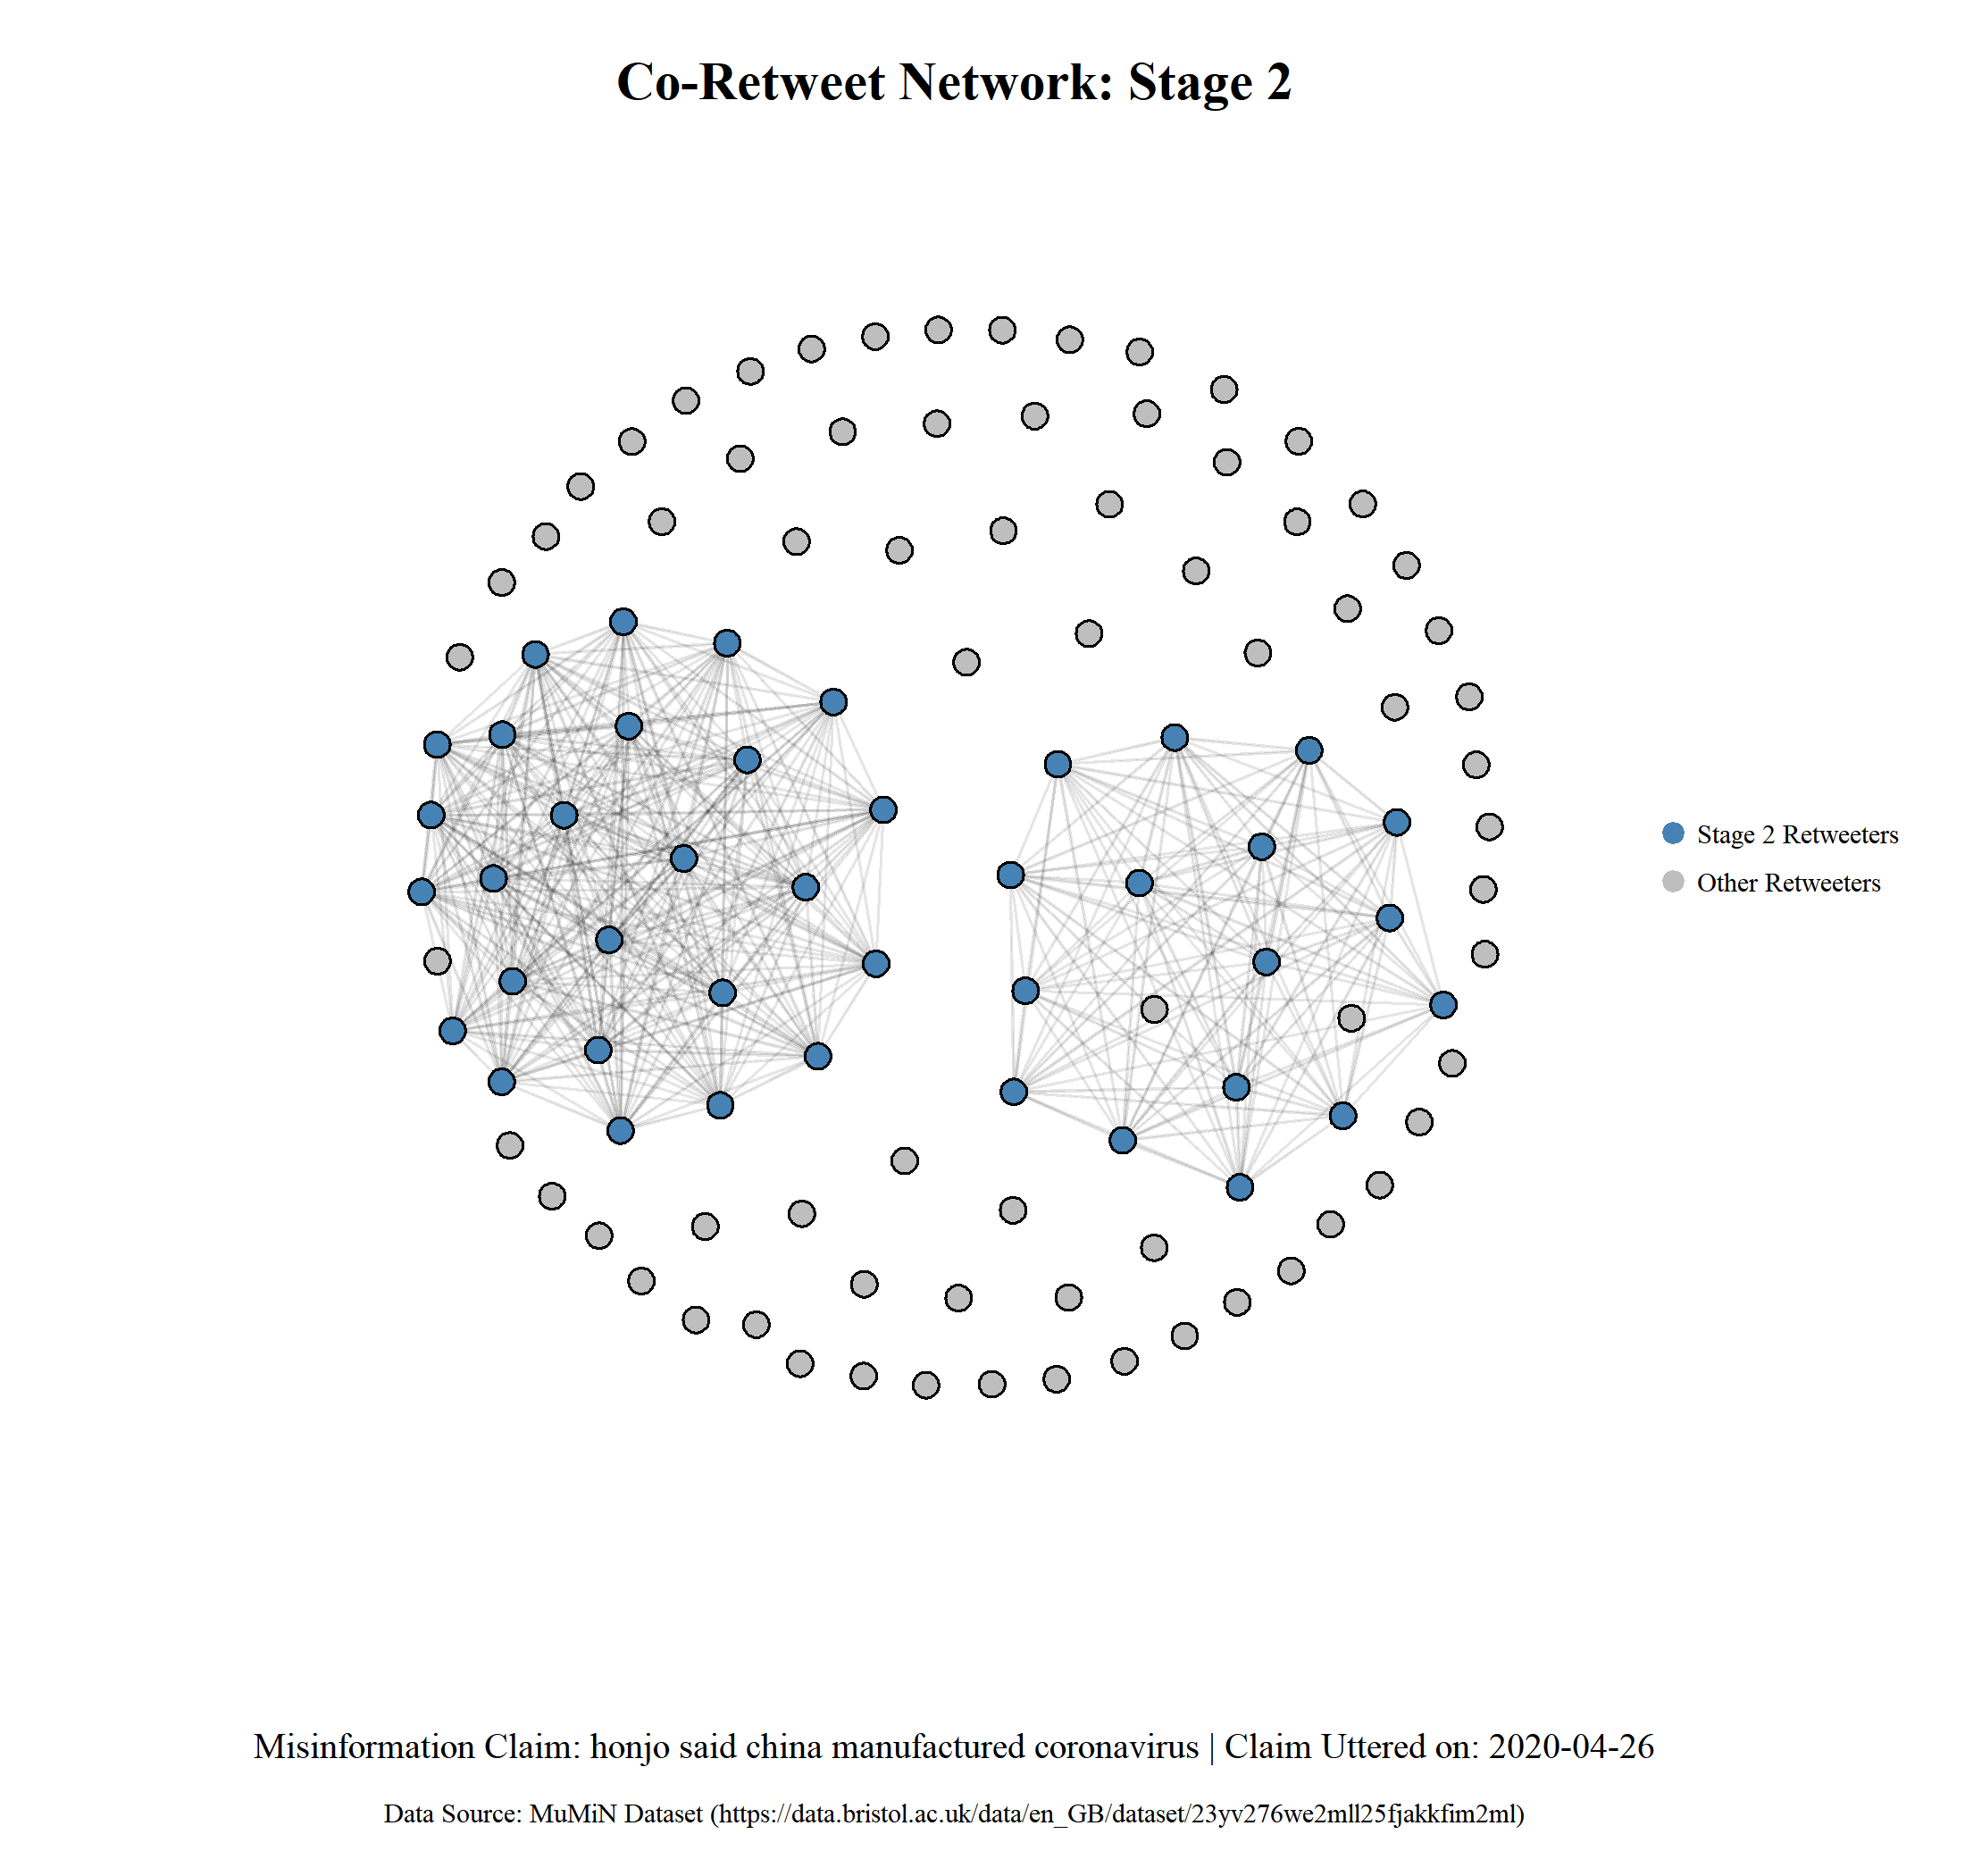 Co-Retweet Network: Stage 2
Stage 2 Retweeters
Other Retweeters
Misinformation Claim: honjo said china manufactured coronavirus | Claim Uttered on: 2020-04-26
Data Source: MuMiN Dataset (https://data.bristol.ac.uk/data/en_GB/dataset/23yv276we2mll25fjakkfim2ml)